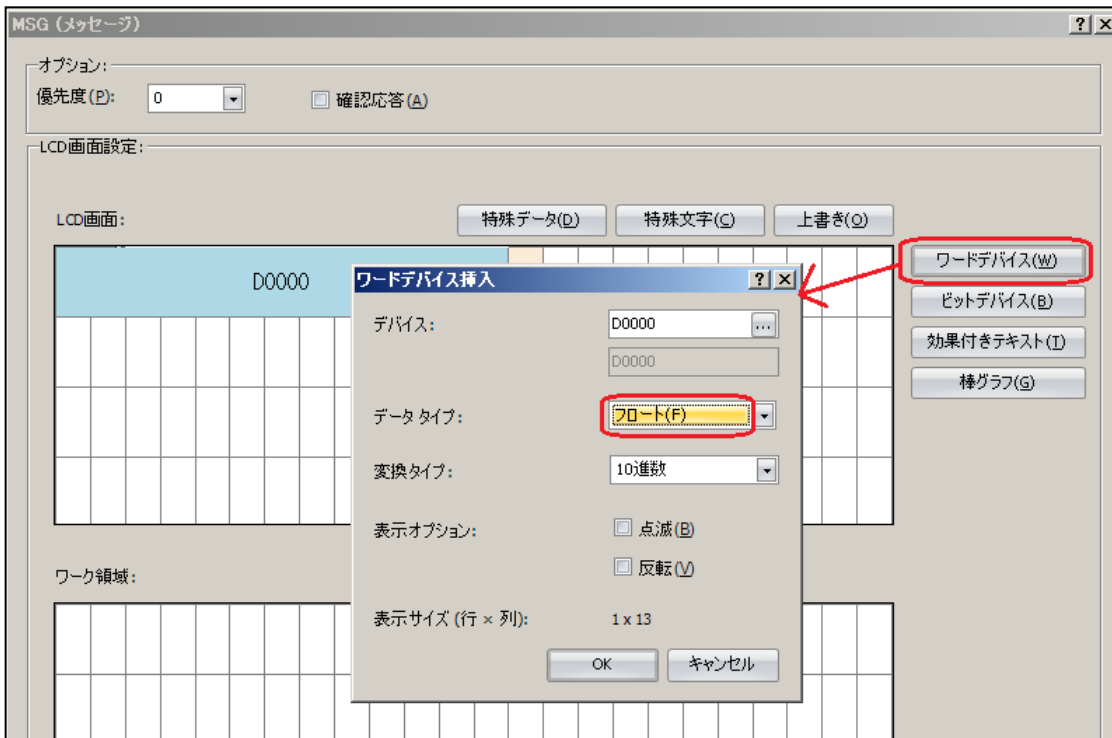 MSG (メッセージ)
オプション:
優先度(P): 0 確認応答(A)
LCD画面設定:
LCD画面: 特殊データ(D) 特殊文字(C) 上書き(O)
D0000
ワードデバイス(W)
ビットデバイス(B)
効果付きテキスト(T)
棒グラフ(G)
ワードデバイス挿入
デバイス: D0000 ...
D0000
データ タイプ: フロート(F)
変換タイプ: 10進数
表示オプション: 点滅(B)
反転(V)
表示サイズ (行 × 列): 1 x 13
OK キャンセル
ワーク領域: